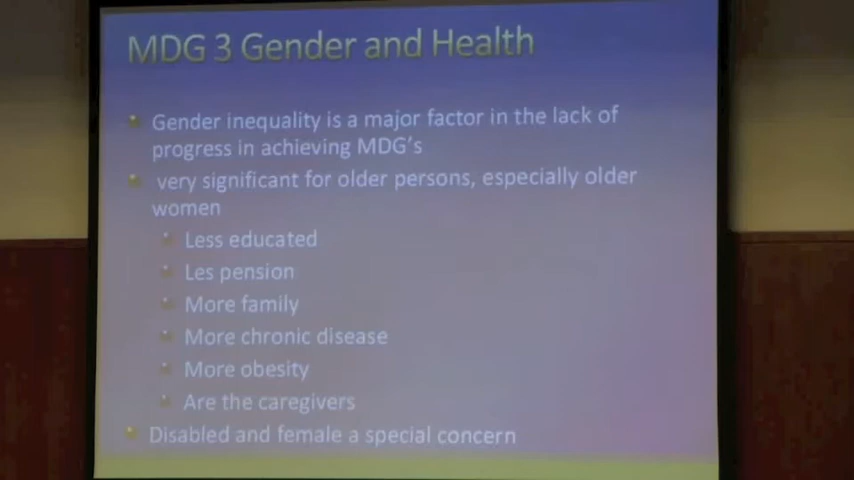 MDG 3 Gender and Health
Gender inequality is a major factor in the lack of
progress in achieving MDG's
very significant for older persons, especially older
women
Less educated
Les pension
More family
More chronic disease
More obesity
Are the caregivers
Disabled and female a special concern